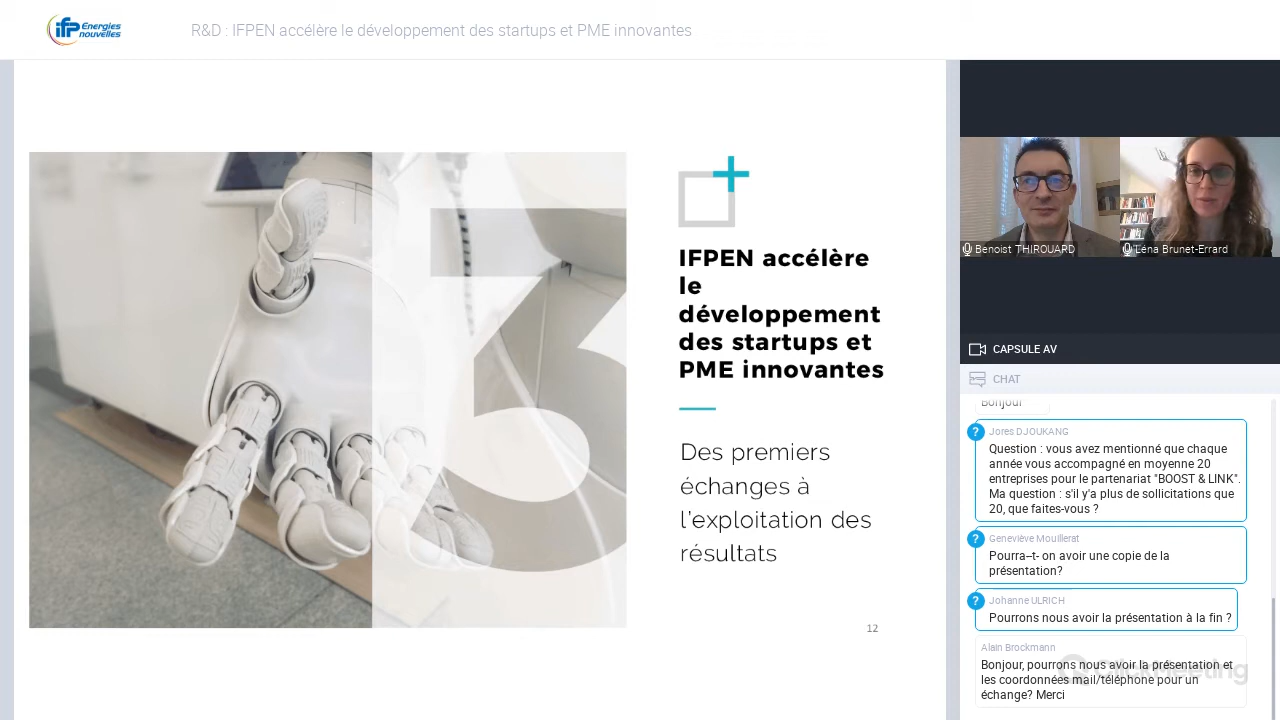 ifp Energies
nouvelles
R&D : IFPEN accélère le développement des startups et PME innovantes
3
IFPEN accélère
le
développement
des startups et
PME innovantes
Des premiers
échanges à
l'exploitation des
résultats
12
Benoist THIROUARD
Léna Brunet-Errard
CAPSULE AV
CHAT
Bonjour
?
Jores DJOUKANG
Question : vous avez mentionné que chaque
année vous accompagné en moyenne 20
entreprises pour le partenariat "BOOST & LINK".
Ma question : s'il y'a plus de sollicitations que
20, que faites-vous ?
?
Geneviève Mouillerat
Pourra–t- on avoir une copie de la
présentation?
?
Johanne ULRICH
Pourrons nous avoir la présentation à la fin ?
Alain Brockmann
Bonjour, pourrons nous avoir la présentation et
les coordonnées mail/téléphone pour un
échange? Merci
ClickMeeting